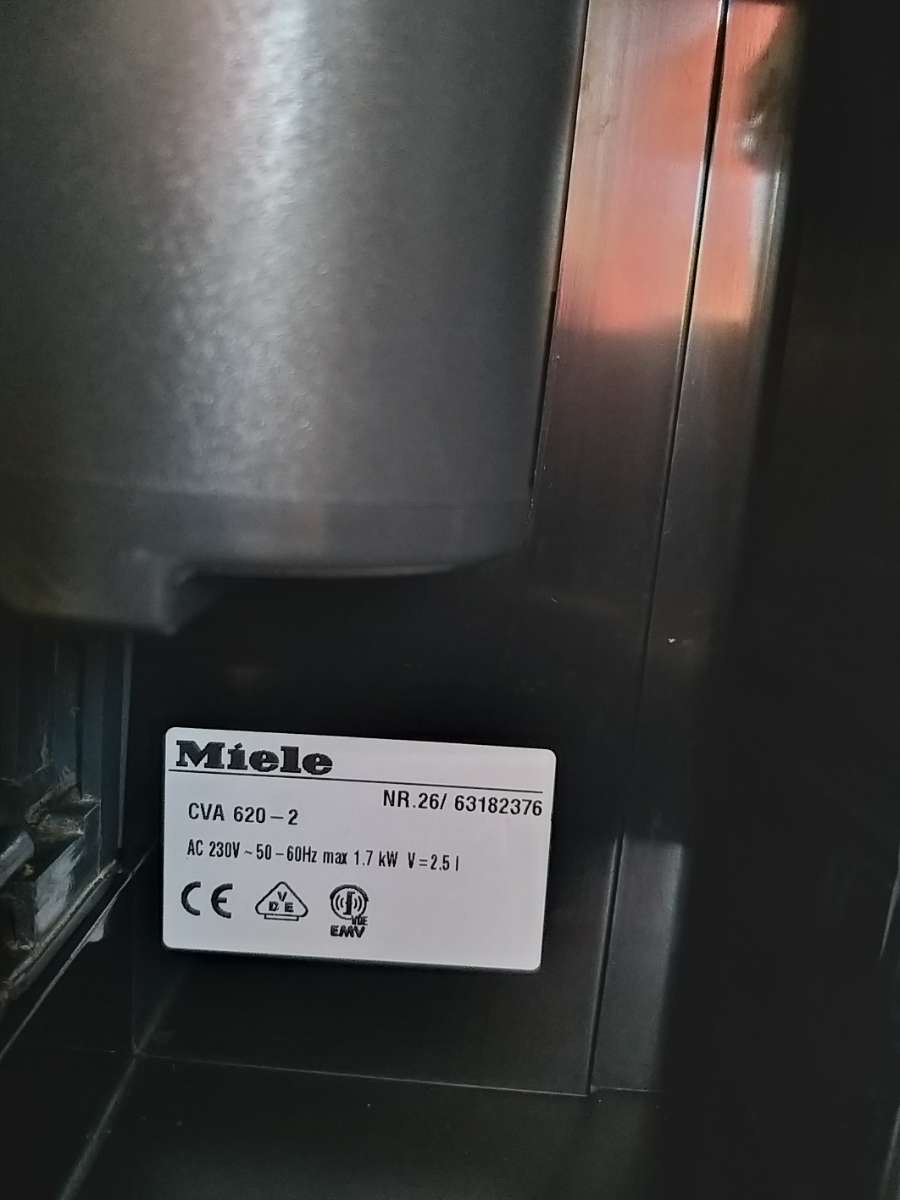 Miele
NR.26/ 63182376
CVA 620-2
AC 230V ~ 50-60Hz max 1.7 kW V=2.5 l
CE
V
DE
VDE
EMV